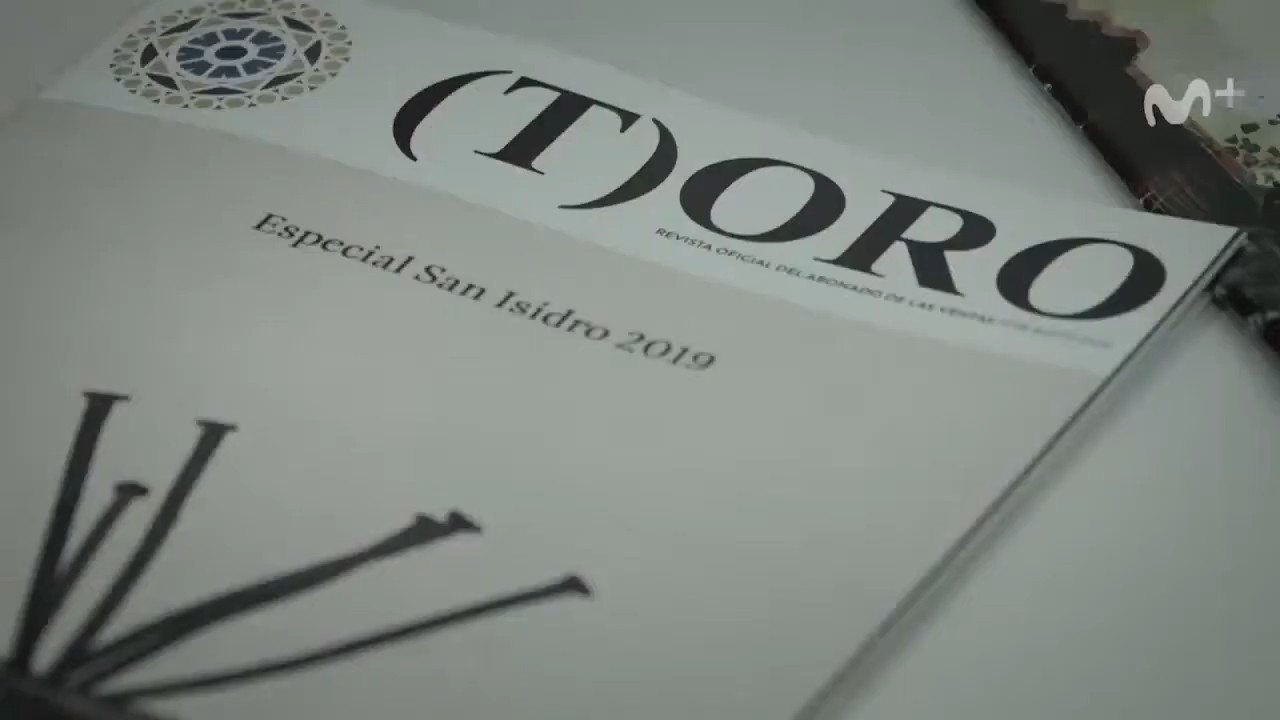 M+
(T)ORO
REVISTA OFICIAL DEL ABONADO DE LAS VENTAS
Especial San Isidro 2019